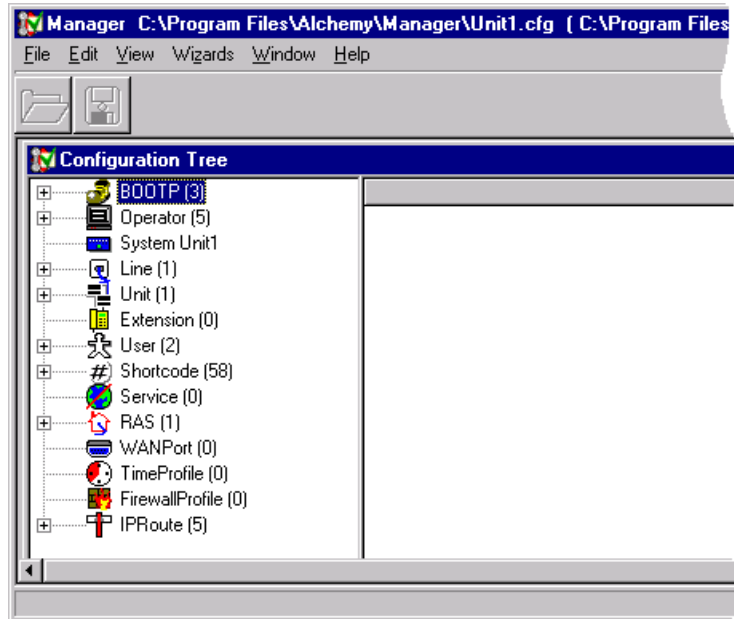 Manager C:\Program Files\Alchemy\Manager\Unit1.cfg ( C:\Program Files
File Edit View Wizards Window Help
Configuration Tree
BOOTP (3)
Operator (5)
System Unit1
Line (1)
Unit (1)
Extension (0)
User (2)
Shortcode (58)
Service (0)
RAS (1)
WANPort (0)
TimeProfile (0)
FirewallProfile (0)
IPRoute (5)